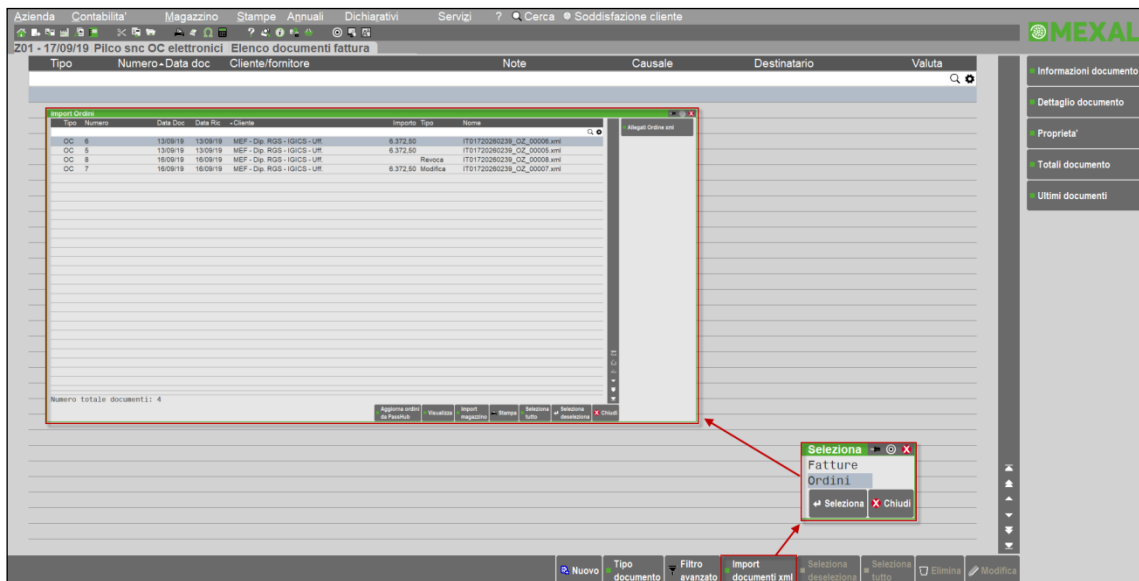 Azienda Contabilita' Magazzino Stampe Annuali Dichiarativi Servizi ? Cerca Soddisfazione cliente
MEXAL
Z01 - 17/09/19 Pilco snc OC elettronici Elenco documenti fattura
Tipo Numero Data doc Cliente/fornitore Note Causale Destinatario Valuta
Informazioni documento
Dettaglio documento
Proprieta'
Totali documento
Ultimi documenti
Import Ordini
Tipo Numero Data Doc Data Ric Cliente Importo Tipo Nome
Allegati Ordine xml
OC 6 13/09/19 13/09/19 MEF - Dip. RGS - IGICS - Uff. 6.372,50 IT01720260239_OZ_00006.xml
OC 5 13/09/19 13/09/19 MEF - Dip. RGS - IGICS - Uff. 6.372,50 IT01720260239_OZ_00005.xml
OC 8 16/09/19 16/09/19 MEF - Dip. RGS - IGICS - Uff. Revoca IT01720260239_OZ_00008.xml
OC 7 16/09/19 16/09/19 MEF - Dip. RGS - IGICS - Uff. 6.372,50 Modifica IT01720260239_OZ_00007.xml
Numero totale documenti: 4
Aggiorna ordini da PassHub Visualizza Import magazzino Stampa Seleziona tutto Seleziona deseleziona Chiudi
Seleziona
Fatture
Ordini
Seleziona Chiudi
Nuovo Tipo documento Filtro avanzato Import documenti xml Seleziona deseleziona Seleziona tutto Elimina Modifica